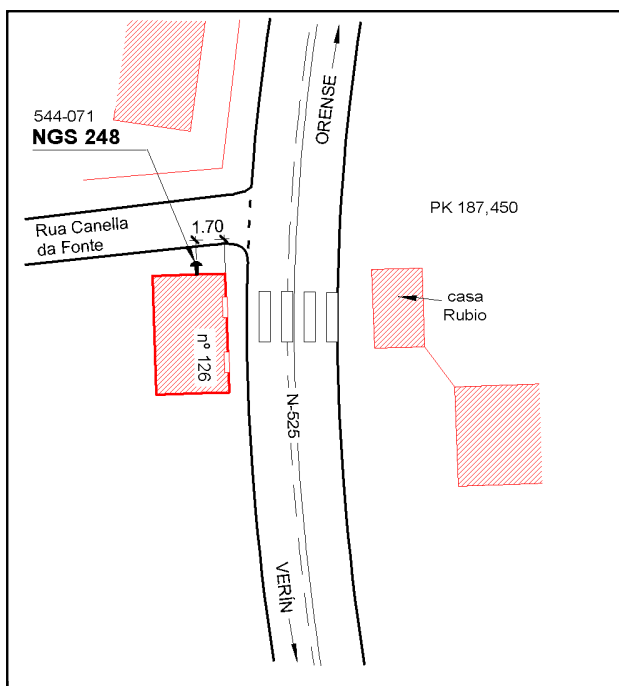 544-071
NGS 248
ORENSE
PK 187,450
Rua Canella
da Fonte
1.70
casa
Rubio
nº 126
N-525
VERÍN